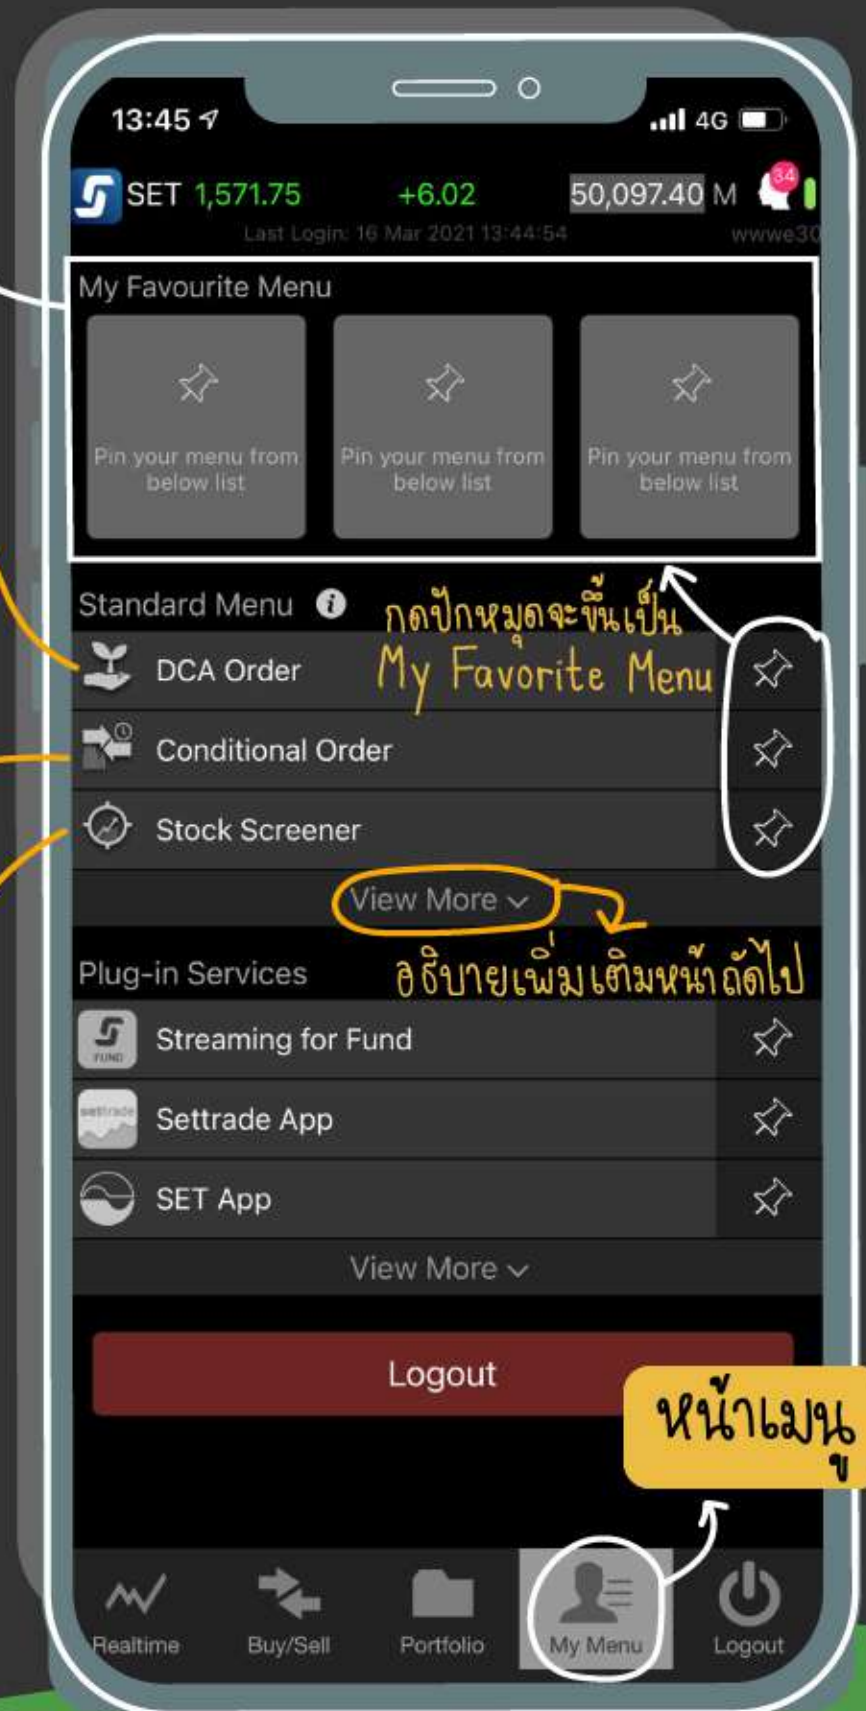 13:45
4G
SET 1,571.75 +6.02 50,097.40 M 34
Last Login: 16 Mar 2021 13:44:54 wwwe30
My Favourite Menu
Pin your menu from
below list
Pin your menu from
below list
Pin your menu from
below list
Standard Menu
กดปักหมุดจะขึ้นเป็น
My Favorite Menu
DCA Order
Conditional Order
Stock Screener
View More
อธิบายเพิ่มเติมหน้าถัดไป
Plug-in Services
FUND
Streaming for Fund
settrade
Settrade App
SET App
View More
Logout
หน้าเมนู
Realtime
Buy/Sell
Portfolio
My Menu
Logout